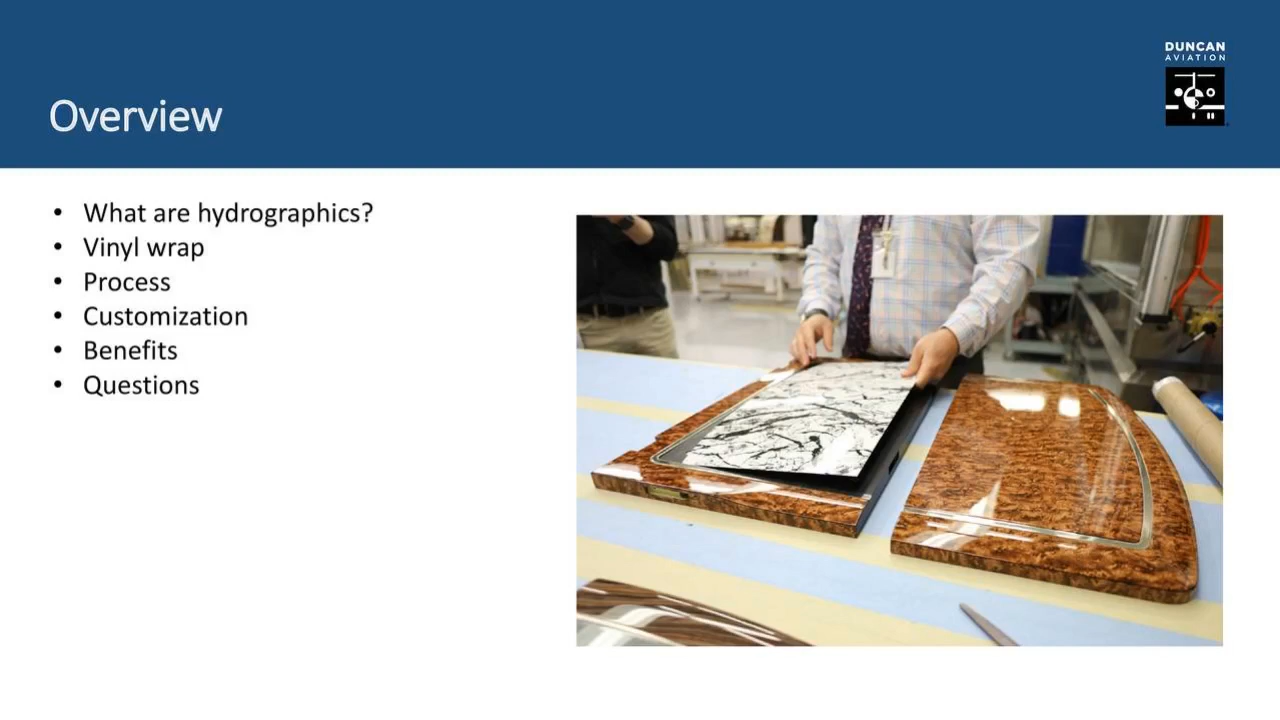 DUNCAN
AVIATION
Overview
• What are hydrographics?
• Vinyl wrap
• Process
• Customization
• Benefits
• Questions